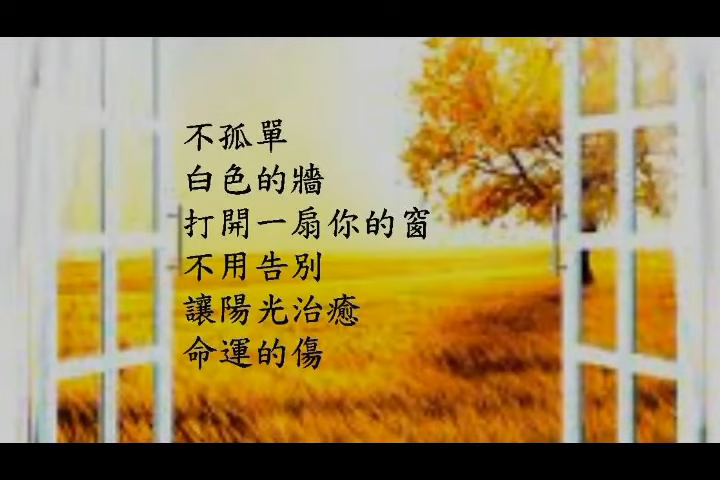 不孤單
白色的牆
打開一扇你的窗
不用告別
讓陽光治癒
命運的傷